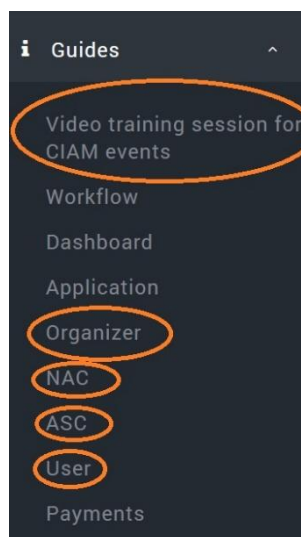 i Guides
Video training session for
CIAM events
Workflow
Dashboard
Application
Organizer
NAC
ASC
User
Payments